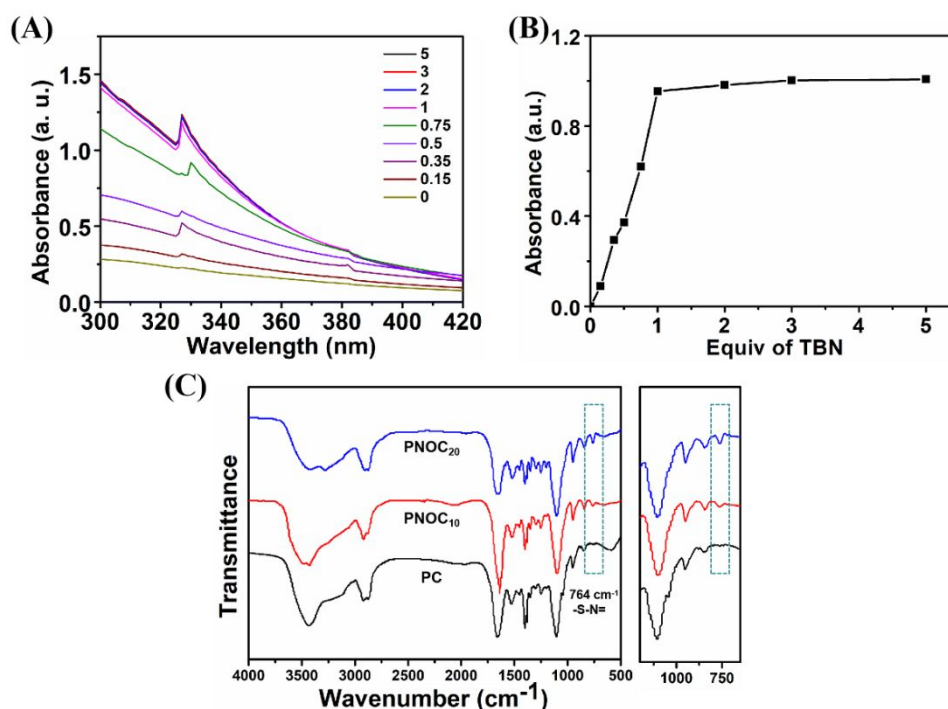 (A)
Absorbance (a. u.)
1.5
1.0
0.5
0.0
300 320 340 360 380 400 420
Wavelength (nm)
5
3
2
1
0.75
0.5
0.35
0.15
0
(B)
Absorbance (a.u.)
1.2
0.8
0.4
0.0
0 1 2 3 4 5
Equiv of TBN
(C)
Transmittance
PNOC₂₀
PNOC₁₀
PC
764 cm⁻¹
-S-N=
4000 3500 3000 2500 2000 1500 1000 500
Wavenumber (cm⁻¹)
1000 750